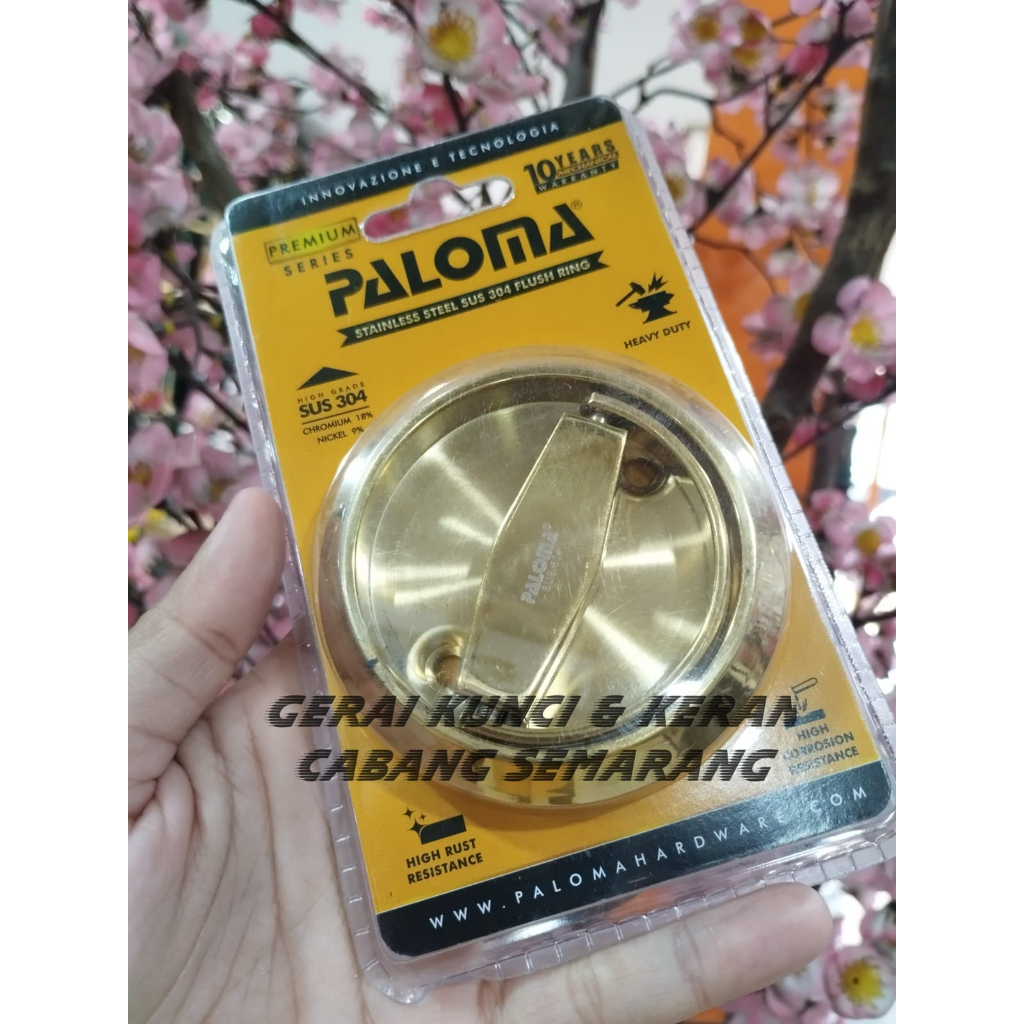 INNOVAZIONE E TECNOLOGIA
10 YEARS
MECHANICAL
WARRANTY
PREMIUM
SERIES
PALOMA®
STAINLESS STEEL SUS 304 FLUSH RING
HEAVY DUTY
HIGH GRADE
SUS 304
CHROMIUM 18%
NICKEL 9%
PALOMA
GERAI KUNCI & KERAN
CABANG SEMARANG
HIGH
CORROSION
RESISTANCE
HIGH RUST
RESISTANCE
WWW.PALOMAHARDWARE.COM